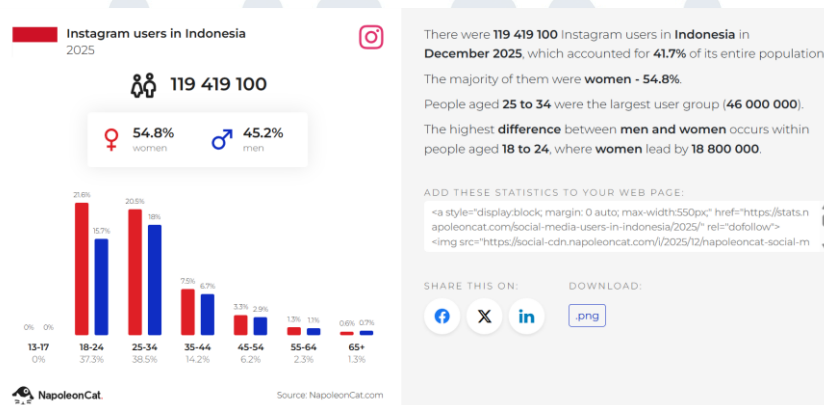 Instagram users in Indonesia
2025
119 419 100
54.8%
women
45.2%
men
21.6%
15.7%
20.5%
18%
7.5%
6.7%
3.3%
2.9%
1.3%
1.1%
0.6%
0.7%
0%
0%
13-17
18-24
25-34
35-44
45-54
55-64
65+
0%
37.3%
38.5%
14.2%
6.2%
2.3%
1.3%
NapoleonCat.
Source: NapoleonCat.com
There were 119 419 100 Instagram users in Indonesia in
December 2025, which accounted for 41.7% of its entire population
The majority of them were women - 54.8%.
People aged 25 to 34 were the largest user group (46 000 000).
The highest difference between men and women occurs within
people aged 18 to 24, where women lead by 18 800 000.
ADD THESE STATISTICS TO YOUR WEB PAGE:
<a style="display:block; margin: 0 auto; max-width:550px;" href="https://stats.n
apoleoncat.com/social-media-users-in-indonesia/2025/" rel="dofollow">
<img src="https://social-cdn.napoleoncat.com/i/2025/12/napoleoncat-social-m
SHARE THIS ON:
DOWNLOAD:
.png